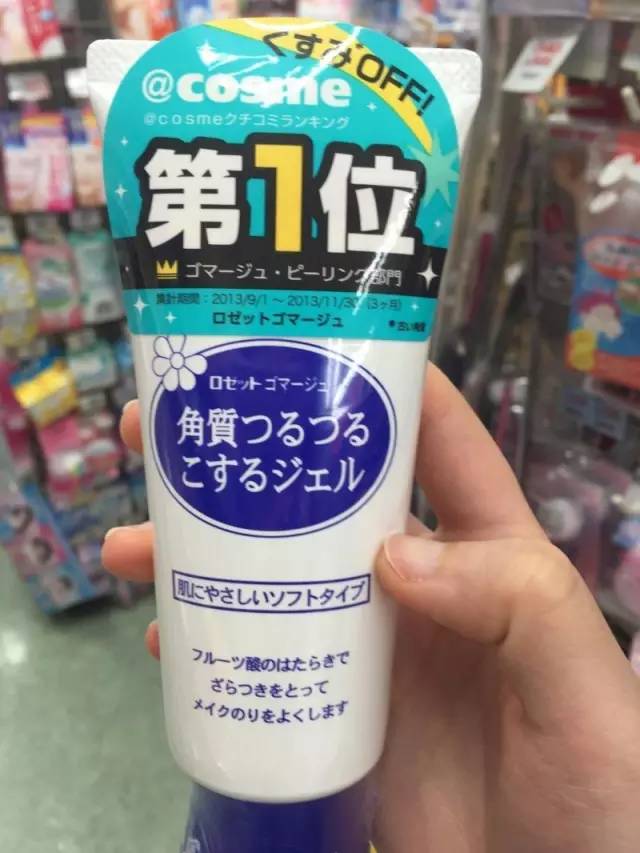 くすみOFF!
@cosme
@cosmeクチコミランキング
第1位
ゴマージュ・ピーリング部門
集計期間:2013/9/1～2013/11/30(3ヶ月)
ロゼットゴマージュ
*古い角質
ロゼットゴマージュ
角質つるつる
こするジェル
肌にやさしいソフトタイプ
フルーツ酸のはたらきで
ざらつきをとって
メイクのりをよくします